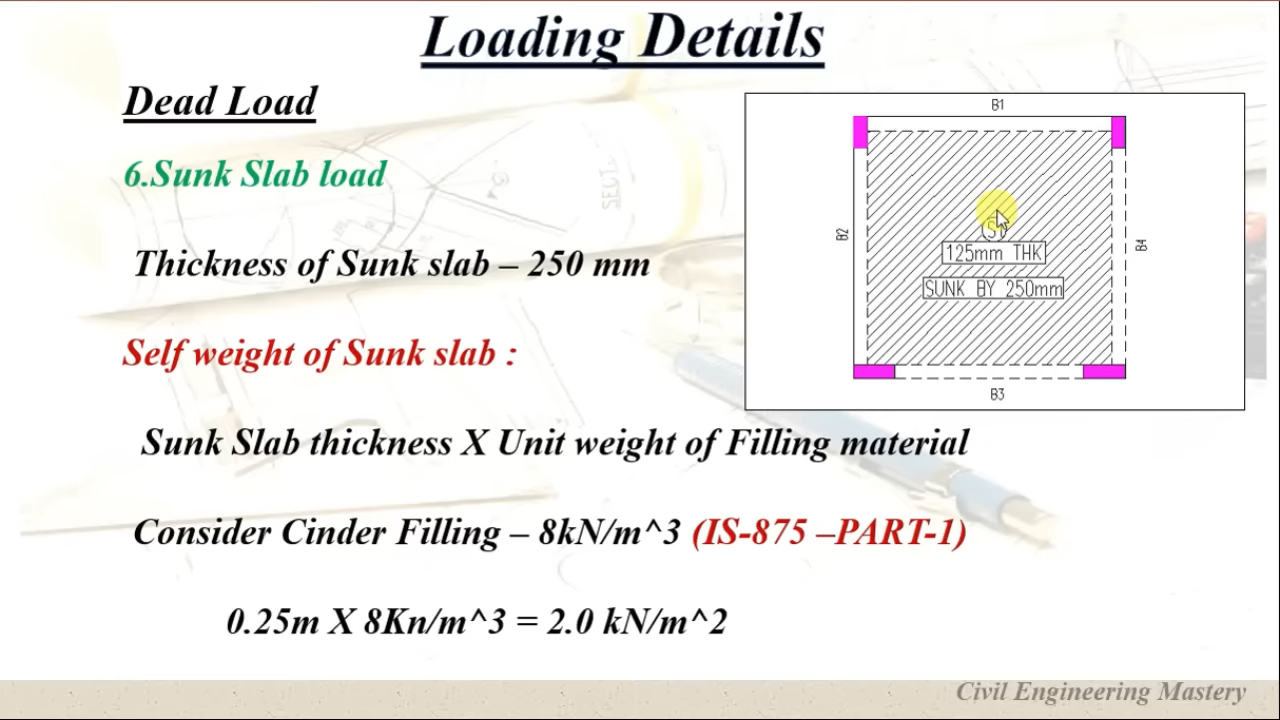 Loading Details
Dead Load
6.Sunk Slab load
Thickness of Sunk slab – 250 mm
Self weight of Sunk slab :
Sunk Slab thickness X Unit weight of Filling material
Consider Cinder Filling – 8kN/m^3 (IS-875 –PART-1)
0.25m X 8Kn/m^3 = 2.0 kN/m^2
B1
B2
125mm THK
SUNK BY 250mm
B4
B3
Civil Engineering Mastery